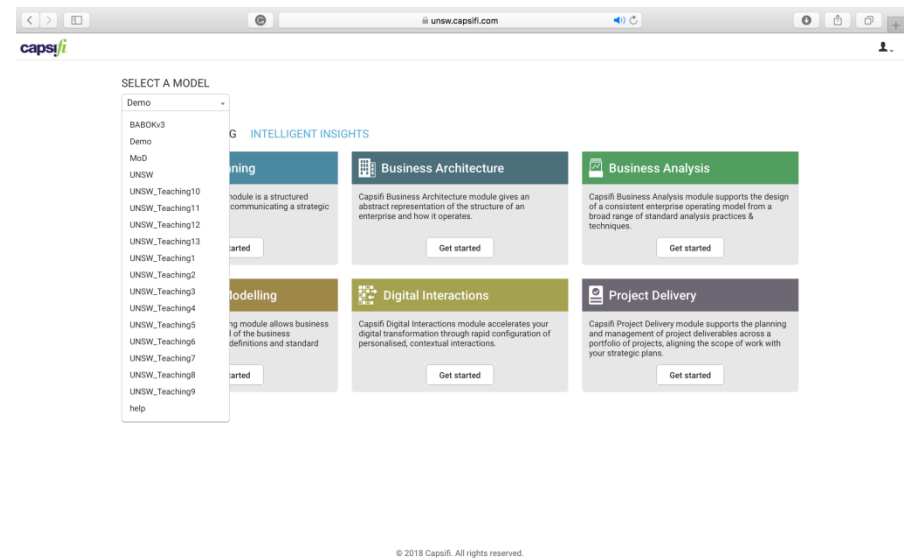 unsw.capsifi.com
capsifi
SELECT A MODEL
Demo
BABOKv3
Demo
MoD
UNSW
UNSW_Teaching10
UNSW_Teaching11
UNSW_Teaching12
UNSW_Teaching13
UNSW_Teaching1
UNSW_Teaching2
UNSW_Teaching3
UNSW_Teaching4
UNSW_Teaching5
UNSW_Teaching6
UNSW_Teaching7
UNSW_Teaching8
UNSW_Teaching9
help
G INTELLIGENT INSIGHTS
nning
module is a structured
communicating a strategic
tarted
Business Architecture
Capsifi Business Architecture module gives an
abstract representation of the structure of an
enterprise and how it operates.
Get started
Business Analysis
Capsifi Business Analysis module supports the design
of a consistent enterprise operating model from a
broad range of standard analysis practices &
techniques.
Get started
Modelling
ng module allows business
l of the business
definitions and standard
tarted
Digital Interactions
Capsifi Digital Interactions module accelerates your
digital transformation through rapid configuration of
personalised, contextual interactions.
Get started
Project Delivery
Capsifi Project Delivery module supports the planning
and management of project deliverables across a
portfolio of projects, aligning the scope of work with
your strategic plans.
Get started
© 2018 Capsifi. All rights reserved.